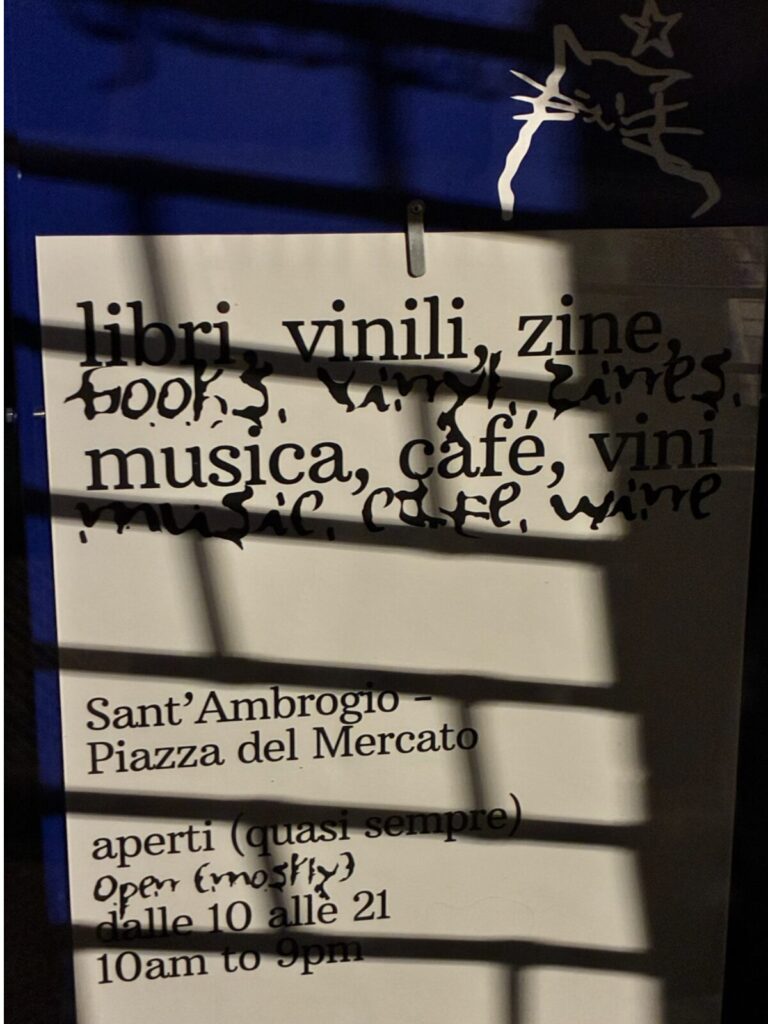 libri, vinili, zine,
books, vinyl, zines,
musica, café, vini
music, cafe, wine
Sant'Ambrogio –
Piazza del Mercato
aperti (quasi sempre)
open (mostly)
dalle 10 alle 21
10am to 9pm